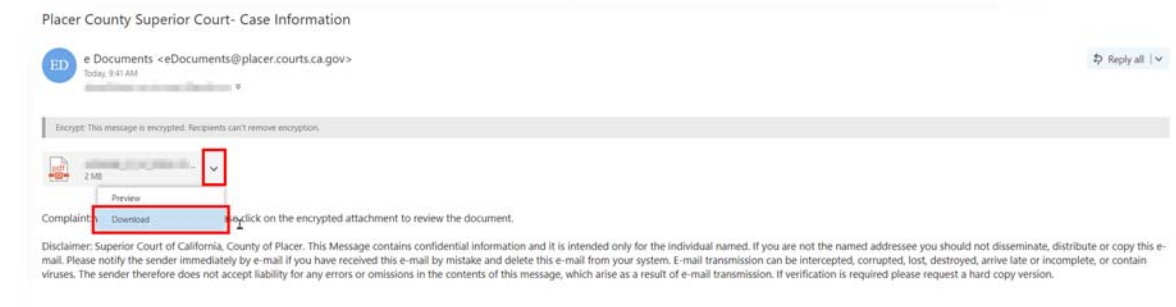 Placer County Superior Court- Case Information
ED
e Documents <eDocuments@placer.courts.ca.gov>
Today, 9:41 AM
Reply all
Encrypt: This message is encrypted. Recipients can't remove encryption.
pdf
2 MB
Preview
Download
Complaint click on the encrypted attachment to review the document.
Disclaimer: Superior Court of California, County of Placer. This Message contains confidential information and it is intended only for the individual named. If you are not the named addressee you should not disseminate, distribute or copy this e-
mail. Please notify the sender immediately by e-mail if you have received this e-mail by mistake and delete this e-mail from your system. E-mail transmission can be intercepted, corrupted, lost, destroyed, arrive late or incomplete, or contain
viruses. The sender therefore does not accept liability for any errors or omissions in the contents of this message, which arise as a result of e-mail transmission. If verification is required please request a hard copy version.